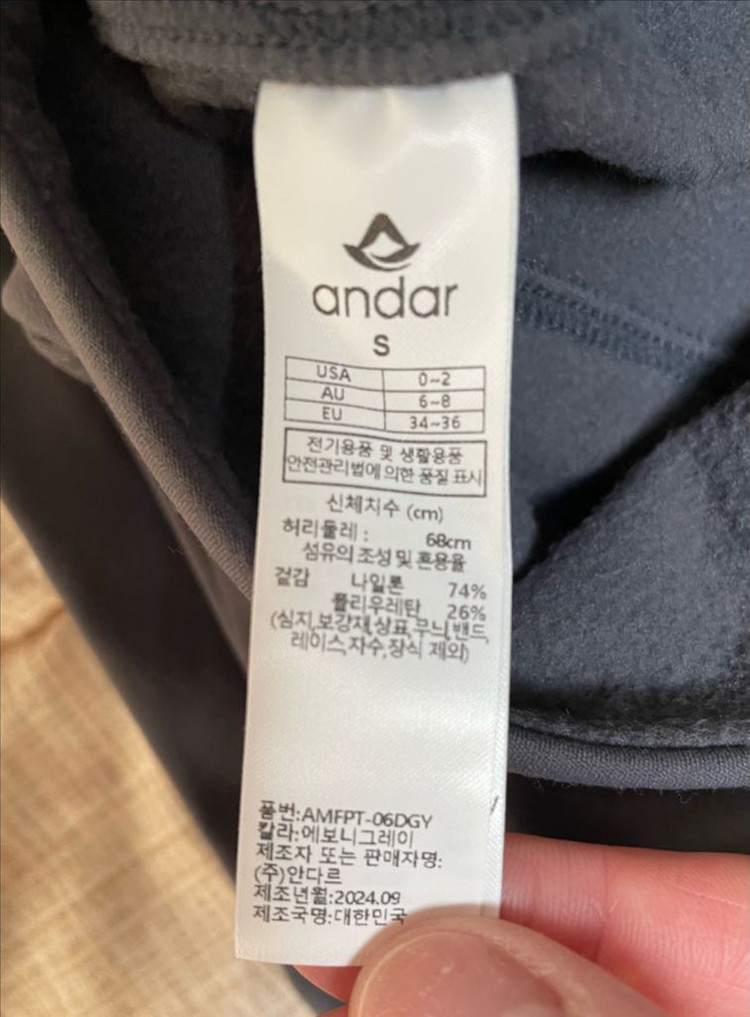 andar
S
USA 0~2
AU 6~8
EU 34~36
전기용품 및 생활용품
안전관리법에 의한 품질 표시
신체치수 (cm)
허리둘레 : 68cm
섬유의 조성 및 혼용율
겉감 나일론 74%
폴리우레탄 26%
(심지,보강재,상표,무늬,밴드,
레이스,자수,장식 제외)
품번:AMFPT-06DGY
칼라:에보니그레이
제조자 또는 판매자명:
(주)안다르
제조년월:2024.09
제조국명:대한민국